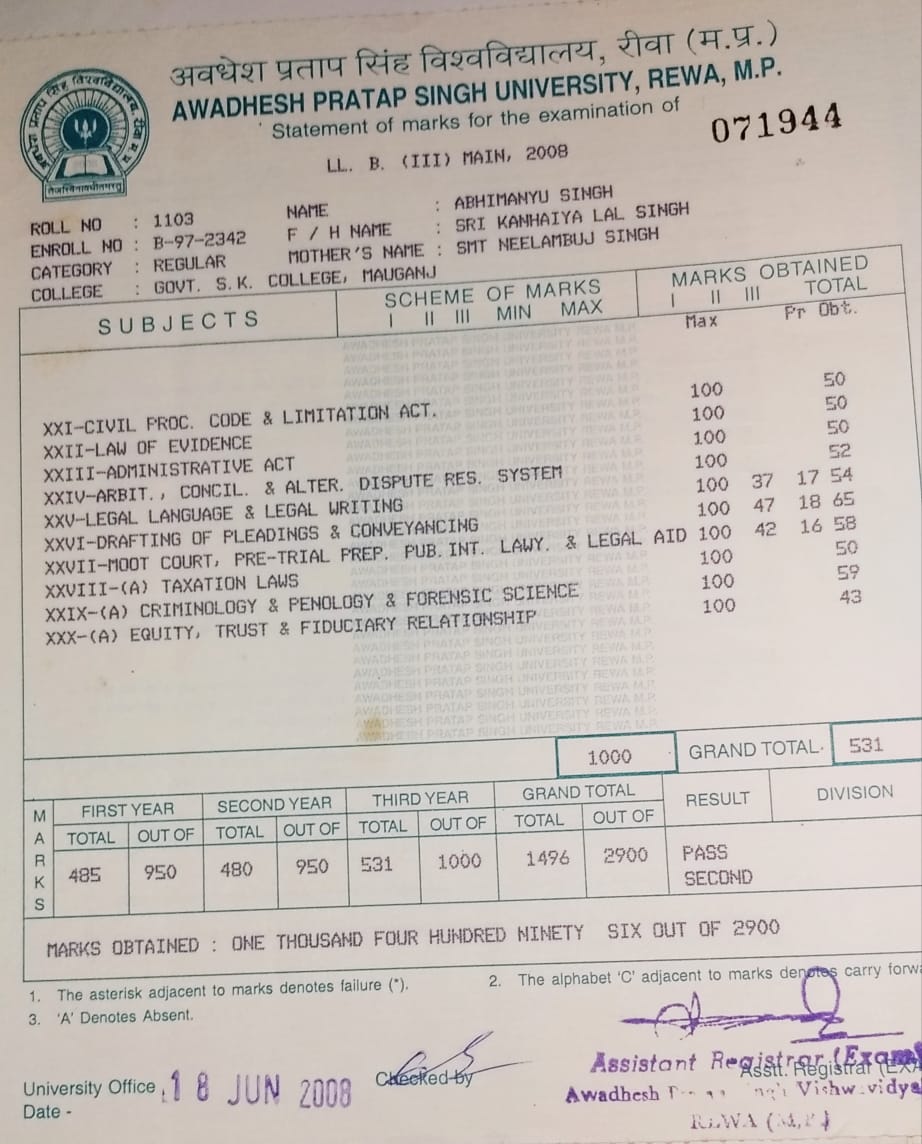 अवधेश प्रताप सिंह विश्वविद्यालय, रीवा (म.प्र.)
AWADHESH PRATAP SINGH UNIVERSITY, REWA, M.P.
Statement of marks for the examination of
071944
LL. B. (III) MAIN, 2008
ROLL NO : 1103 NAME : ABHIMANYU SINGH
ENROLL NO : B-97-2342 F / H NAME : SRI KANHAIYA LAL SINGH
CATEGORY : REGULAR MOTHER'S NAME : SMT NEELAMBUJ SINGH
COLLEGE : GOVT. S.K. COLLEGE, MAUGANJ
SUBJECTS SCHEME OF MARKS MARKS OBTAINED
I II III MIN MAX I II III TOTAL
Max Pr Obt.
XXI-CIVIL PROC. CODE & LIMITATION ACT. 100 50
XXII-LAW OF EVIDENCE 100 50
XXIII-ADMINISTRATIVE ACT 100 50
XXIV-ARBIT., CONCIL. & ALTER. DISPUTE RES. SYSTEM 100 52
XXV-LEGAL LANGUAGE & LEGAL WRITING 100 37 17 54
XXVI-DRAFTING OF PLEADINGS & CONVEYANCING 100 47 18 65
XXVII-MOOT COURT, PRE-TRIAL PREP. PUB. INT. LAWY. & LEGAL AID 100 42 16 58
XXVIII-(A) TAXATION LAWS 100 50
XXIX-(A) CRIMINOLOGY & PENOLOGY & FORENSIC SCIENCE 100 59
XXX-(A) EQUITY, TRUST & FIDUCIARY RELATIONSHIP 100 43
1000 GRAND TOTAL 531
MARKS FIRST YEAR SECOND YEAR THIRD YEAR GRAND TOTAL RESULT DIVISION
TOTAL OUT OF TOTAL OUT OF TOTAL OUT OF TOTAL OUT OF
485 950 480 950 531 1000 1496 2900 PASS
SECOND
MARKS OBTAINED : ONE THOUSAND FOUR HUNDRED NINETY SIX OUT OF 2900
1. The asterisk adjacent to marks denotes failure (*). 2. The alphabet 'C' adjacent to marks denotes carry forwa
3. 'A' Denotes Absent.
University Office
Date -
18 JUN 2008
Checked by
Assistant Registrar (Exam)
Asstt. Registrar (EX
Awadhesh Vishwavidya
REWA (M.P.)